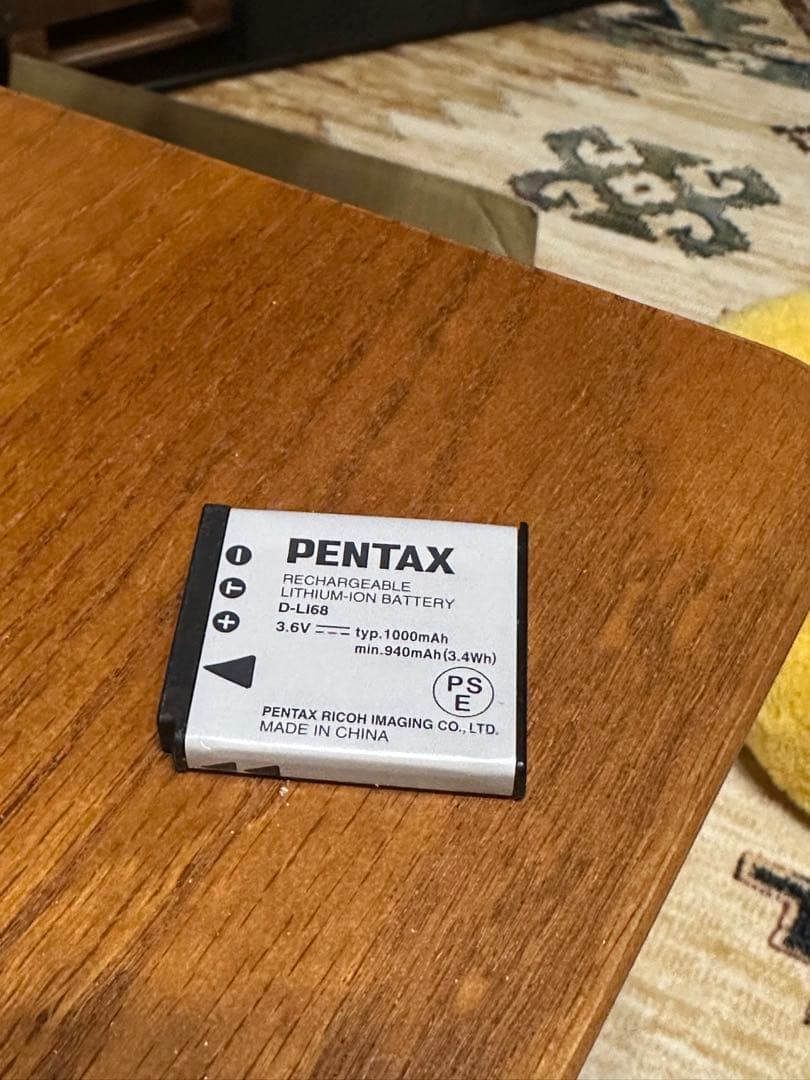 PENTAX
RECHARGEABLE
LITHIUM-ION BATTERY
D-LI68
3.6V typ.1000mAh
min.940mAh(3.4Wh)
PS
E
PENTAX RICOH IMAGING CO., LTD.
MADE IN CHINA
- T +